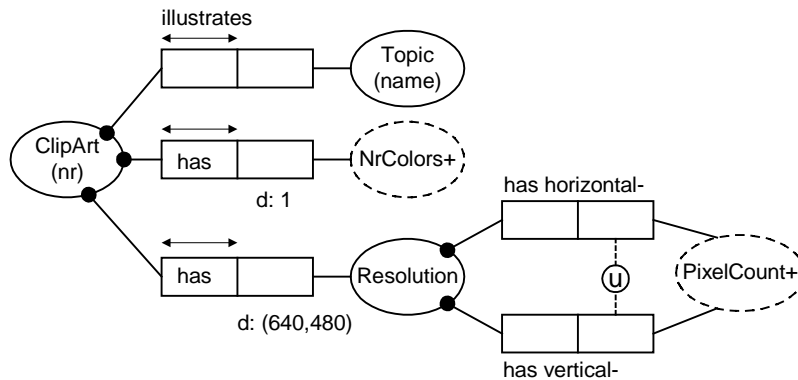 illustrates
Topic
(name)
ClipArt
(nr)
has
NrColors+
d: 1
has horizontal-
has
Resolution
u
PixelCount+
d: (640,480)
has vertical-